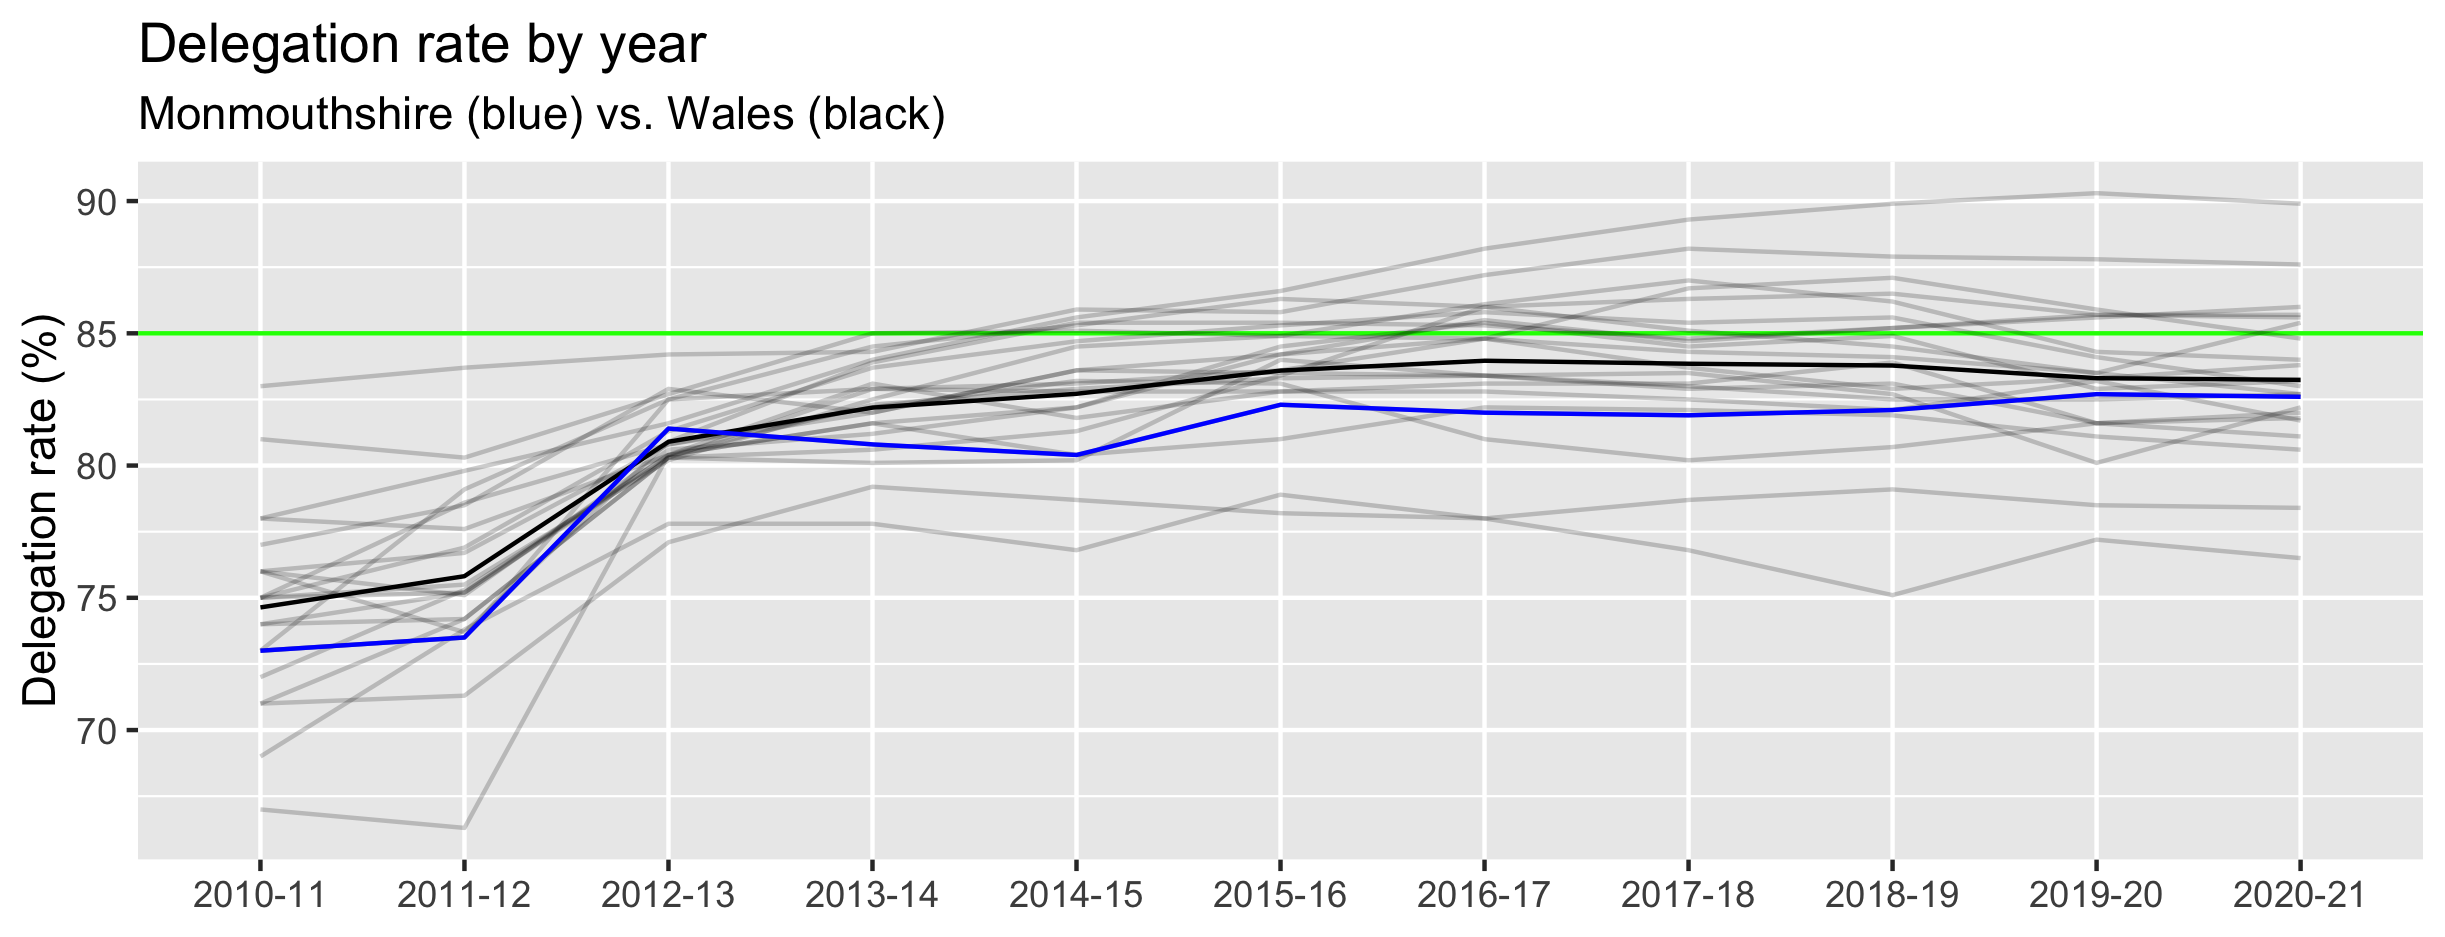 Delegation rate by year
Monmouthshire (blue) vs. Wales (black)
Delegation rate (%)
90
85
80
75
70
2010-11 2011-12 2012-13 2013-14 2014-15 2015-16 2016-17 2017-18 2018-19 2019-20 2020-21